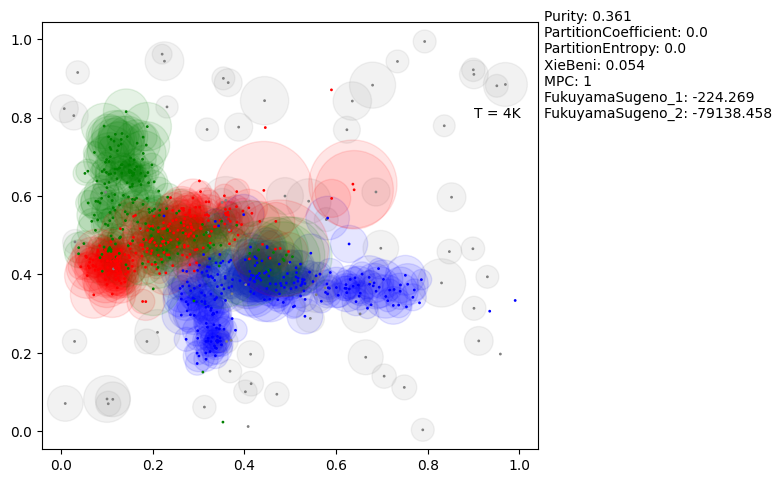 Purity: 0.361
PartitionCoefficient: 0.0
PartitionEntropy: 0.0
XieBeni: 0.054
MPC: 1
FukuyamaSugeno_1: -224.269
FukuyamaSugeno_2: -79138.458
T = 4K
1.0
0.8
0.6
0.4
0.2
0.0
0.0 0.2 0.4 0.6 0.8 1.0